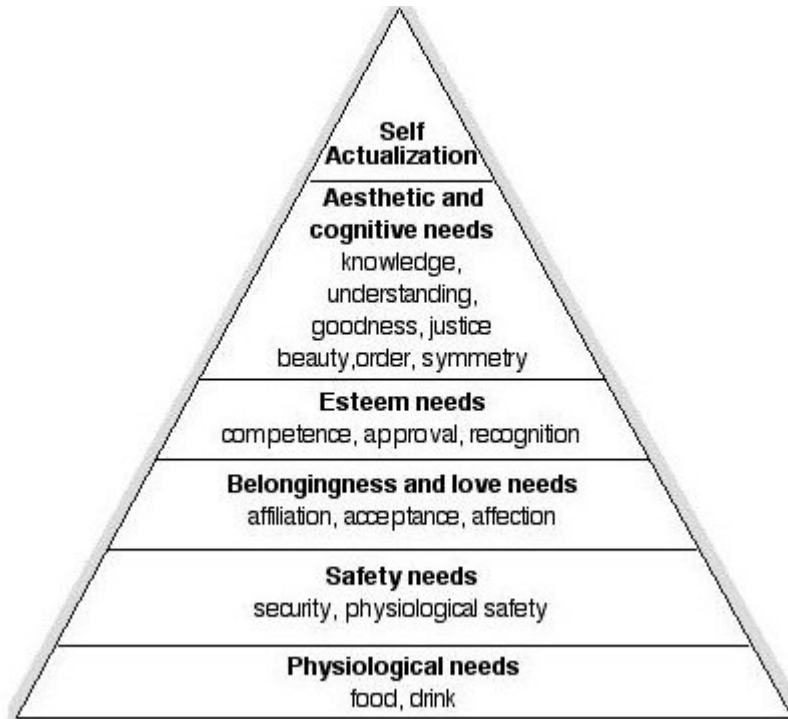 Self
Actualization
Aesthetic and
cognitive needs
knowledge,
understanding,
goodness, justice
beauty,order, symmetry
Esteem needs
competence, approval, recognition
Belongingness and love needs
affiliation, acceptance, affection
Safety needs
security, physiological safety
Physiological needs
food, drink